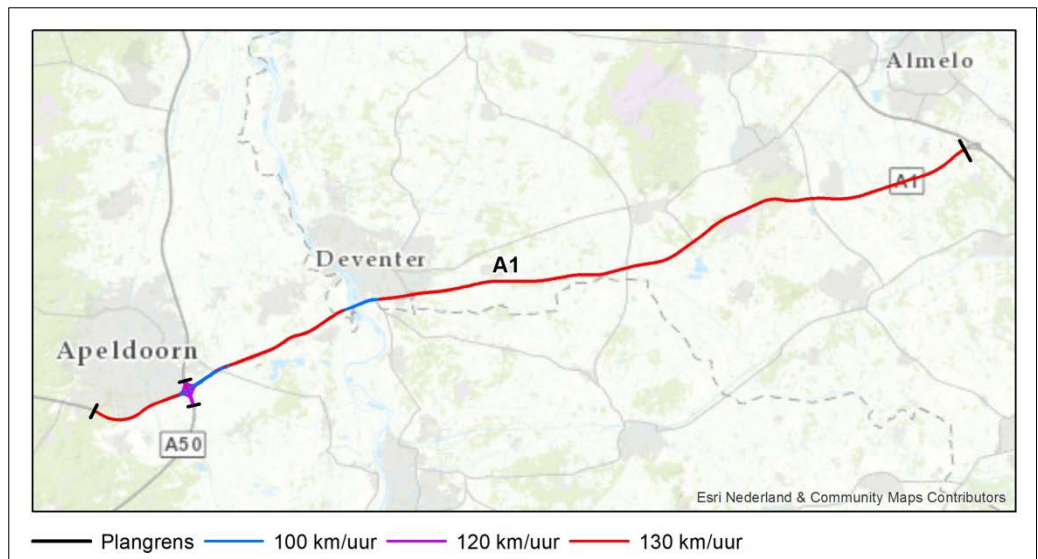 Almelo
A1
Deventer
A1
Apeldoorn
A50
Esri Nederland & Community Maps Contributors
Plangrens 100 km/uur 120 km/uur 130 km/uur